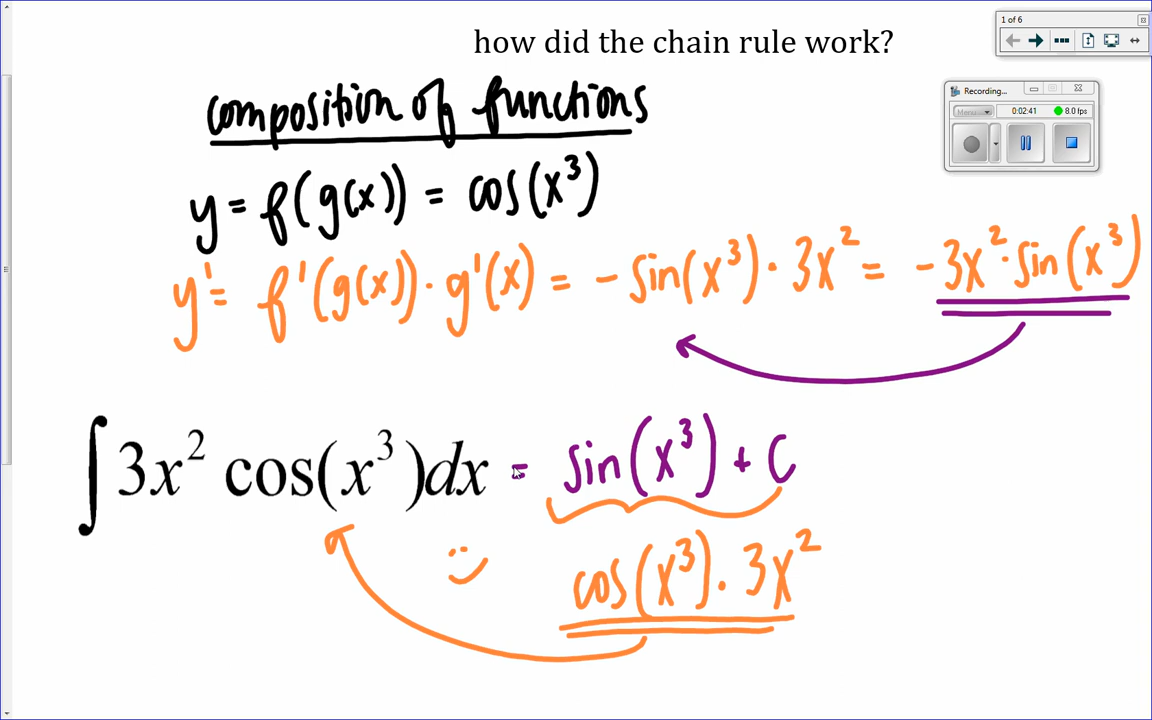 1 of 6
how did the chain rule work?
Recording...
Menu
0:02:41
8.0 fps
composition of functions
y = f(g(x)) = cos(x³)
y' = f'(g(x)) · g'(x) = - sin(x³) · 3x² = -3x² · sin(x³)
∫3x² cos(x³)dx = sin(x³) + C
cos(x³) · 3x²